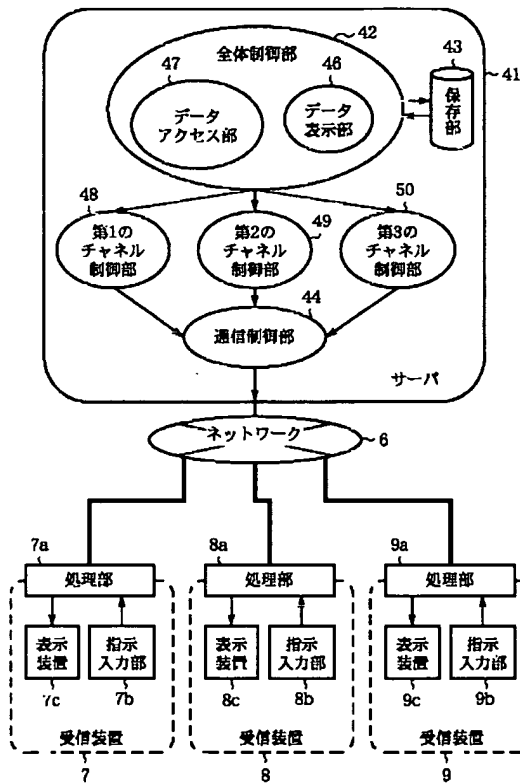 42
43
41
全体制御部
47
46
データ
アクセス部
データ
表示部
保存部
48
49
50
第1の
チャネル
制御部
第2の
チャネル
制御部
第3の
チャネル
制御部
44
通信制御部
サーバ
ネットワーク
6
7a
8a
9a
処理部
処理部
処理部
表示
装置
指示
入力部
表示
装置
指示
入力部
表示
装置
指示
入力部
7c
7b
8c
8b
9c
9b
受信装置
受信装置
受信装置
7
8
9